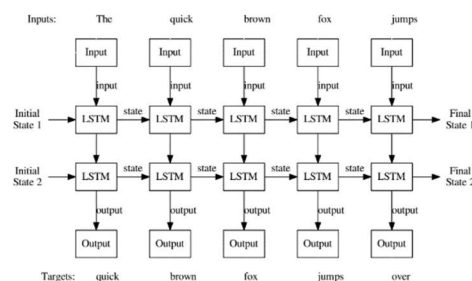 Inputs: The quick brown fox jumps
Input Input Input Input Input
input input input input input
Initial State 1 LSTM state LSTM state LSTM state LSTM state LSTM Final State 1
Initial State 2 LSTM state LSTM state LSTM state LSTM state LSTM Final State 2
output output output output output
Output Output Output Output Output
Targets: quick brown fox jumps over